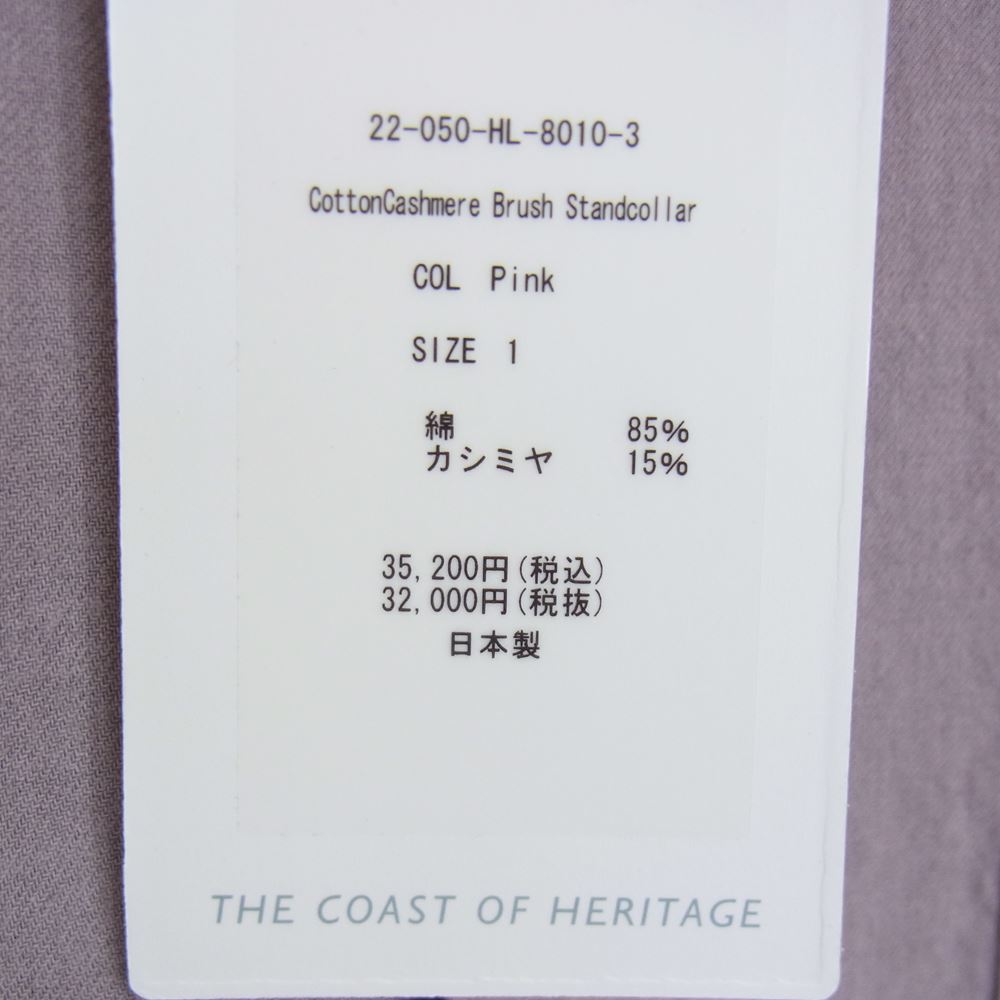 22-050-HL-8010-3
CottonCashmere Brush Standcollar
COL Pink
SIZE 1
綿 85%
カシミヤ 15%
35,200円(税込)
32,000円(税抜)
日本製
THE COAST OF HERITAGE